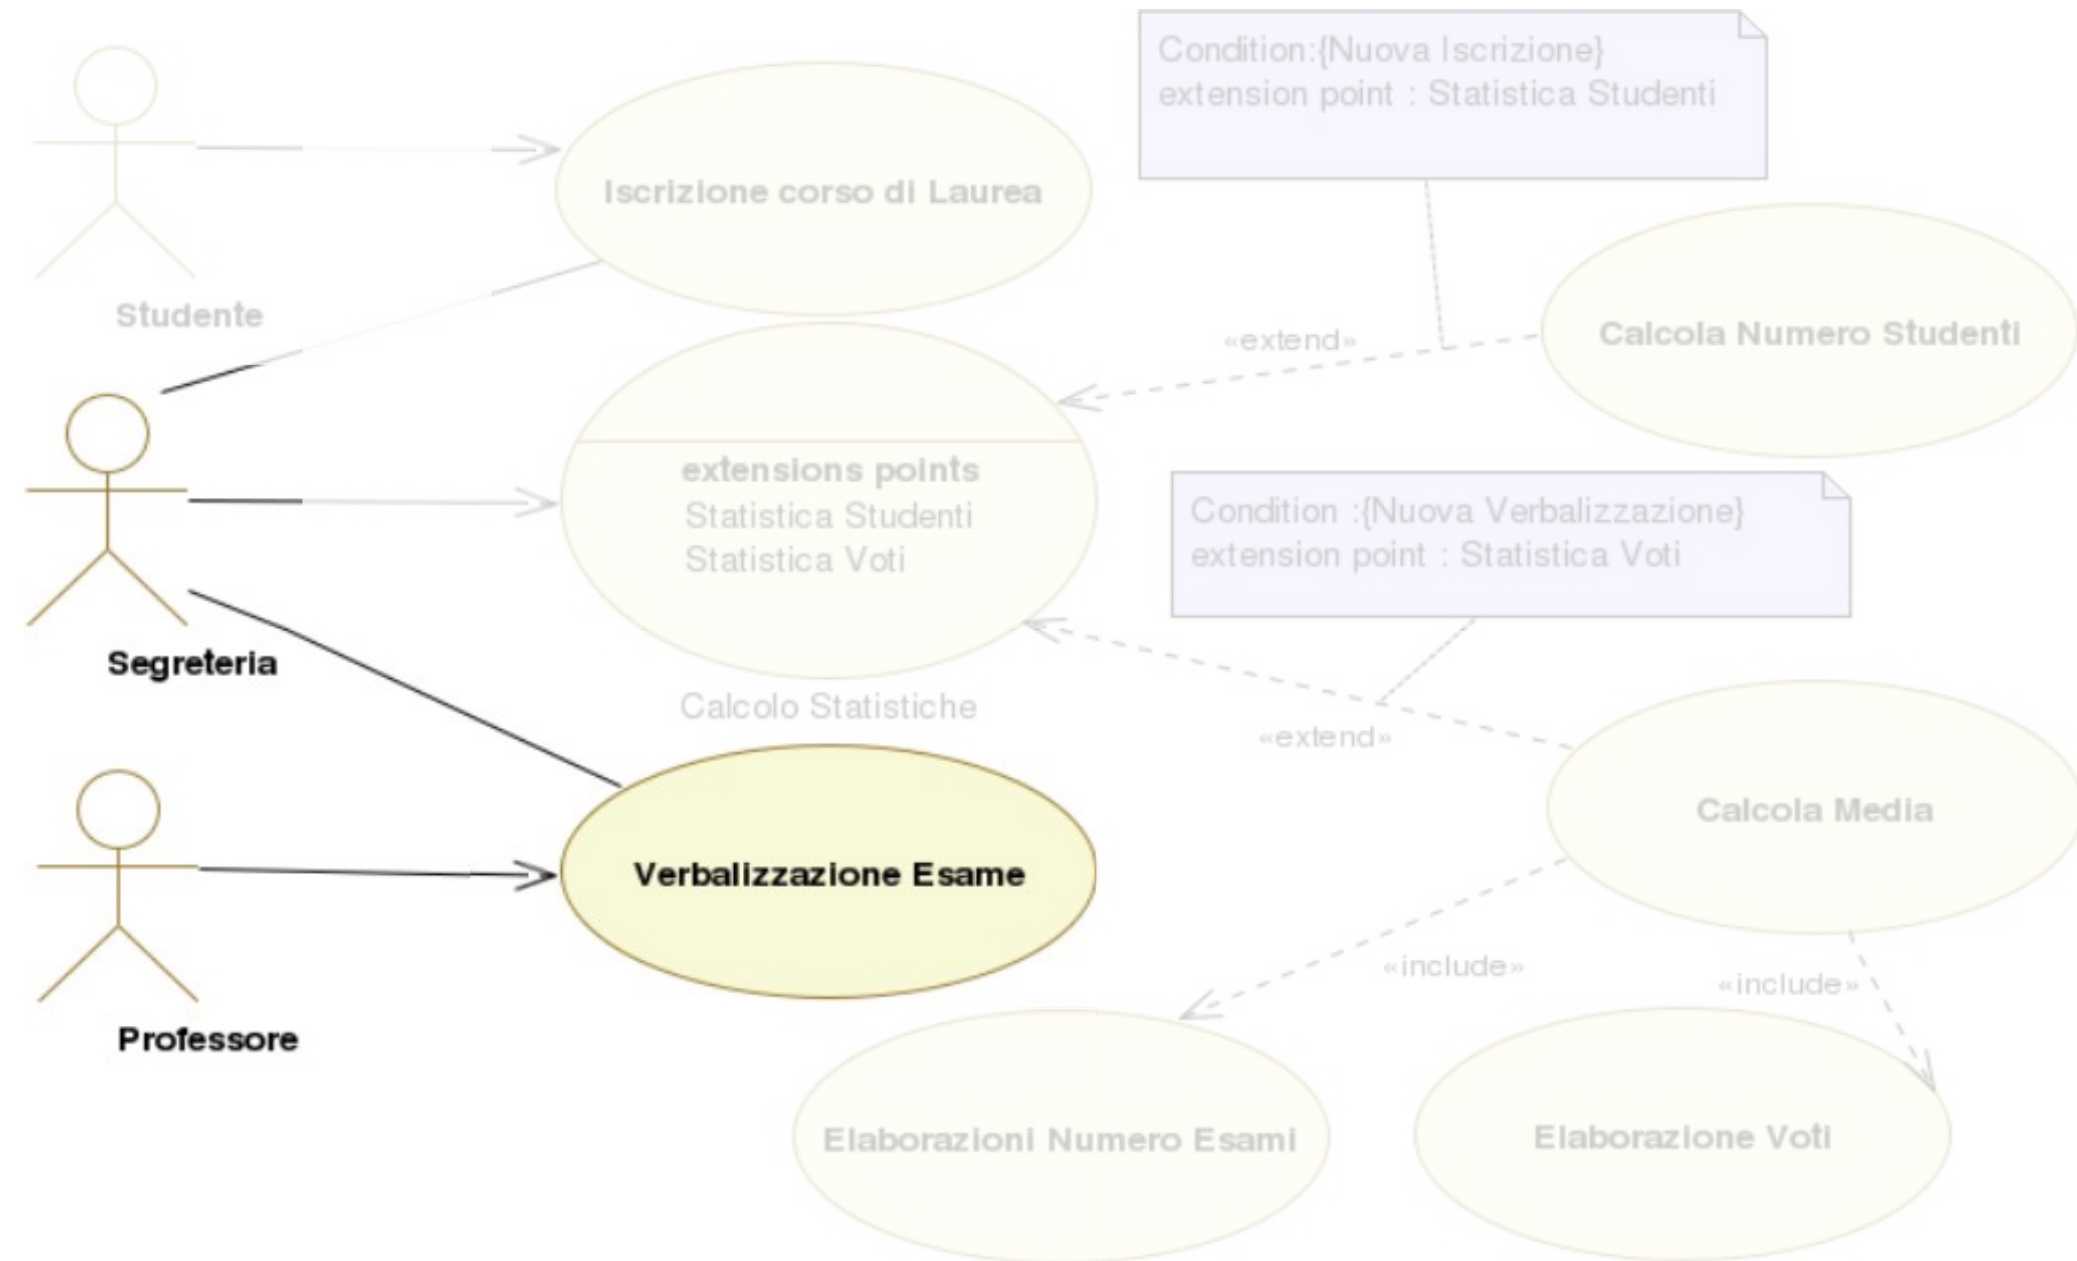 Condition:{Nuova Iscrizione}
extension point : Statistica Studenti
Iscrizione corso di Laurea
Studente
«extend»
Calcola Numero Studenti
extensions points
Statistica Studenti
Statistica Voti
Condition :{Nuova Verbalizzazione}
extension point : Statistica Voti
Segreteria
Calcolo Statistiche
«extend»
Calcola Media
Verbalizzazione Esame
«include»
«include»
Professore
Elaborazioni Numero Esami
Elaborazione Voti